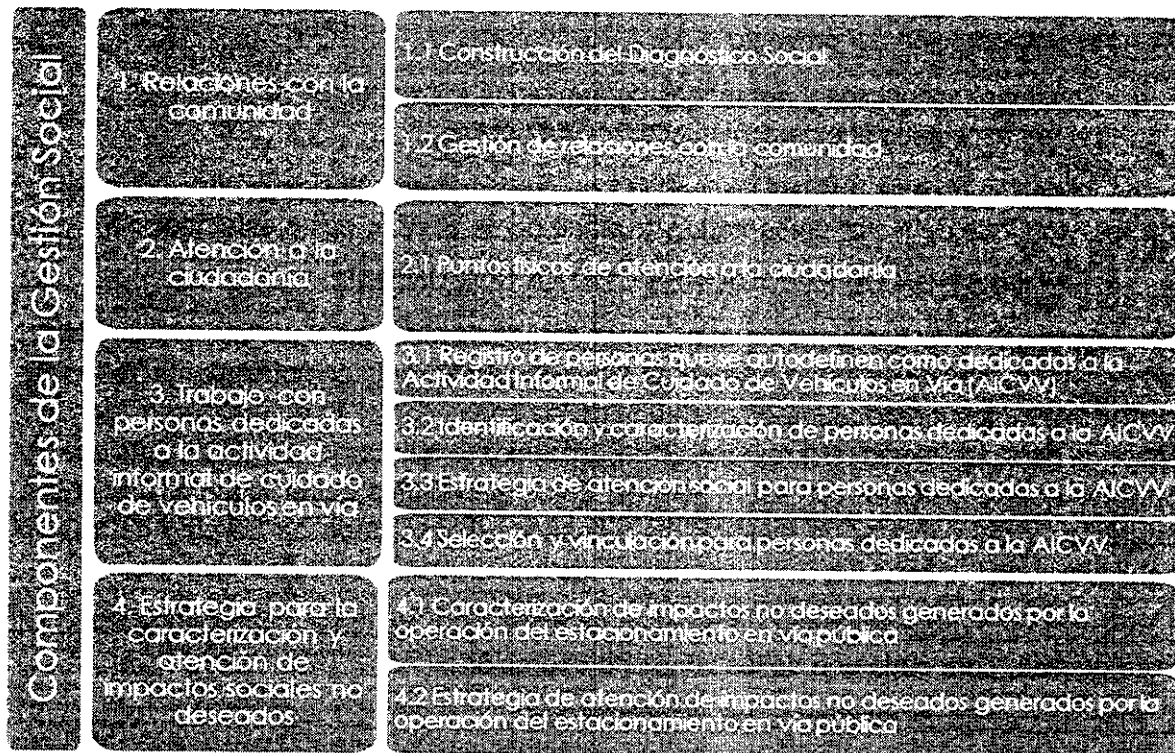 Componentes de la Gestión Social
1. Relaciones con la
comunidad
1.1 Construcción del Diagnóstico Social
1.2 Gestión de relaciones con la comunidad
2. Atención a la
ciudadanía
2.1 Puntos físicos de atención a la ciudadanía
3. Trabajo con
personas dedicadas
a la actividad
informal de cuidado
de vehículos en vía
3.1 Registro de personas que se autodefinen como dedicadas a la
Actividad Informal de Cuidado de Vehículos en Vía (AICVV)
3.2 Identificación y caracterización de personas dedicadas a la AICVV
3.3 Estrategia de atención social para personas dedicadas a la AICVV
3.4 Selección y vinculación para personas dedicadas a la AICVV
4. Estrategia para la
caracterización y
atención de
impactos sociales no
deseados
4.1 Caracterización de impactos no deseados generados por la
operación del estacionamiento en vía pública
4.2 Estrategia de atención de impactos no deseados generados por la
operación del estacionamiento en vía pública